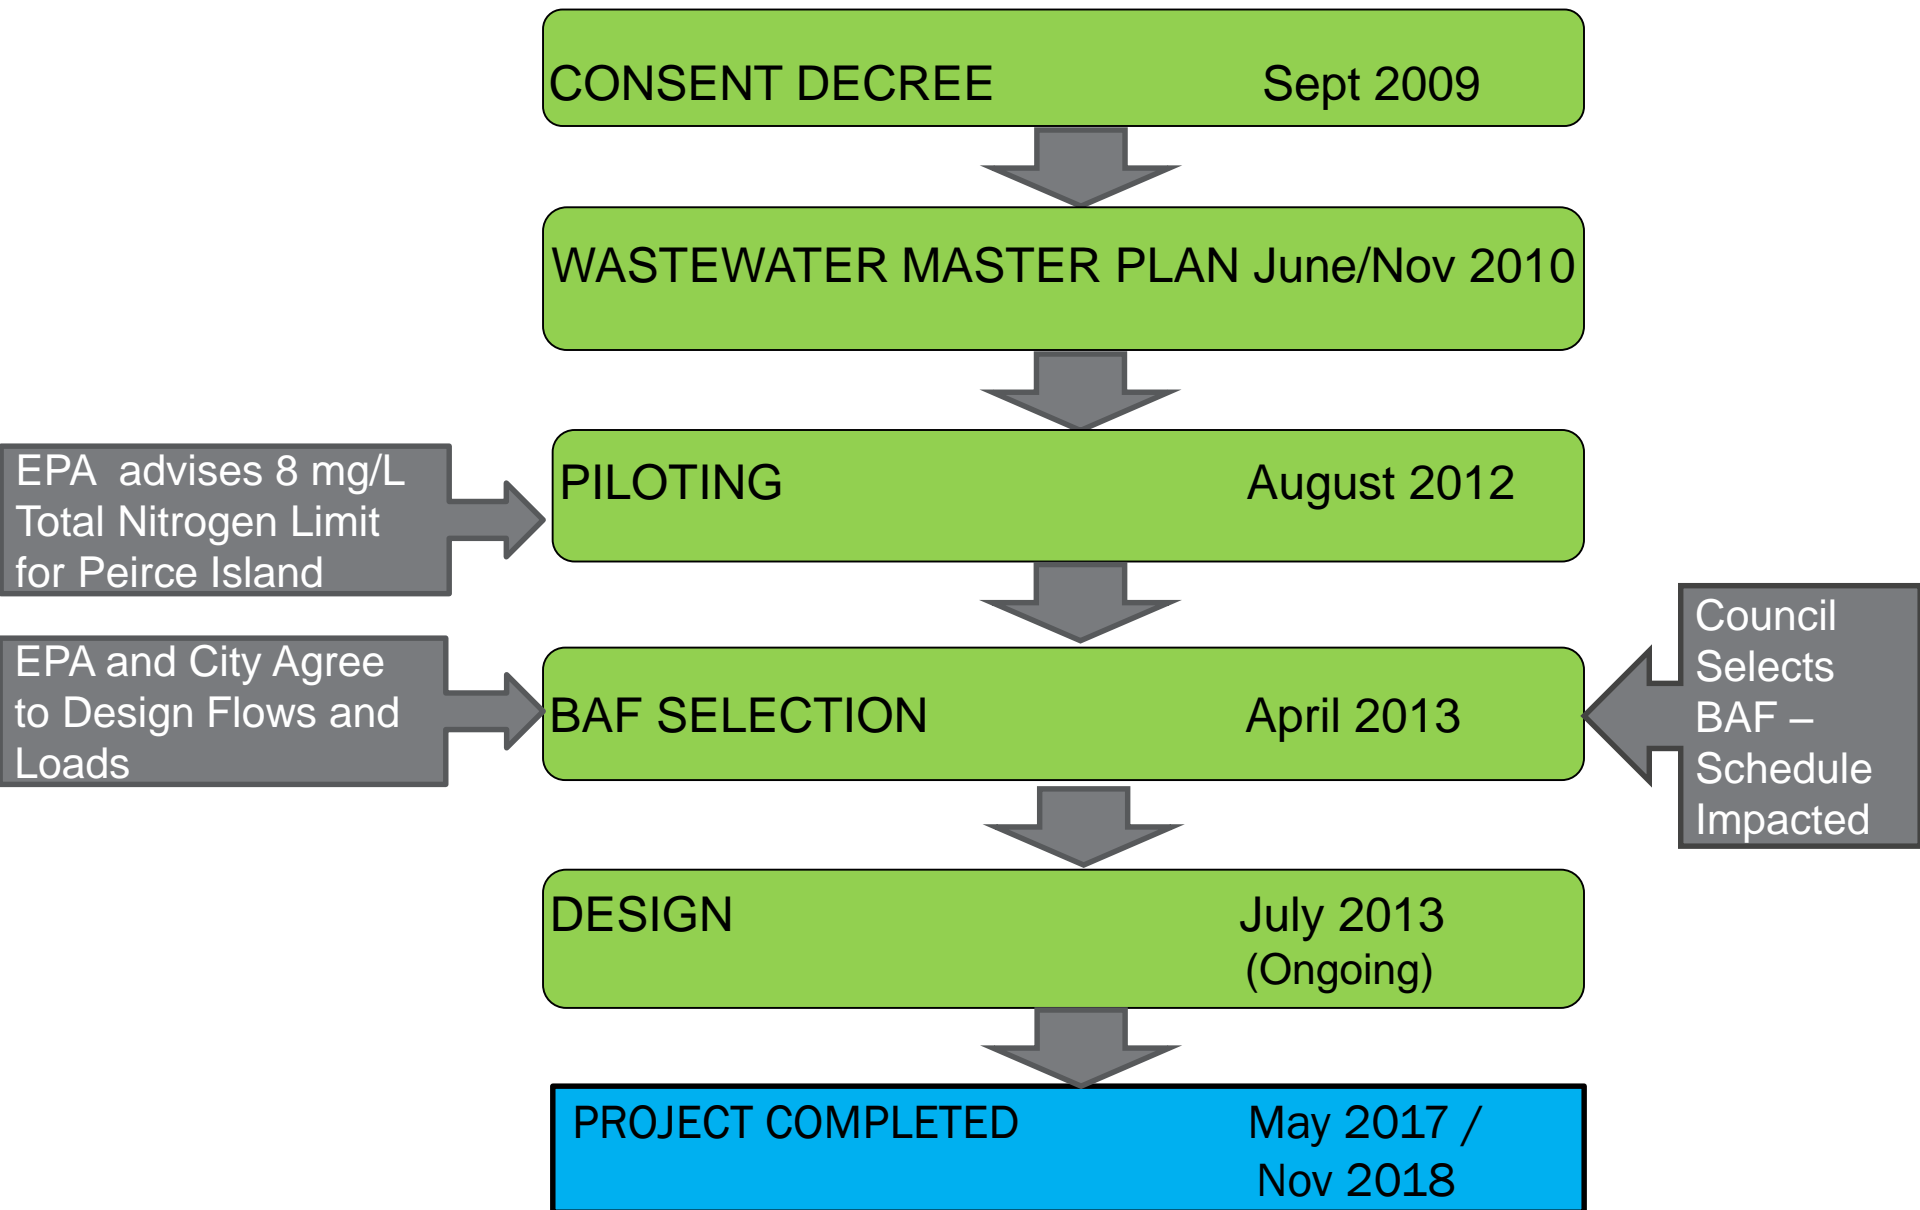 CONSENT DECREE Sept 2009
WASTEWATER MASTER PLAN June/Nov 2010
EPA advises 8 mg/L
Total Nitrogen Limit
for Peirce Island
PILOTING August 2012
EPA and City Agree
to Design Flows and
Loads
BAF SELECTION April 2013
Council
Selects
BAF –
Schedule
Impacted
DESIGN July 2013
(Ongoing)
PROJECT COMPLETED May 2017 /
Nov 2018